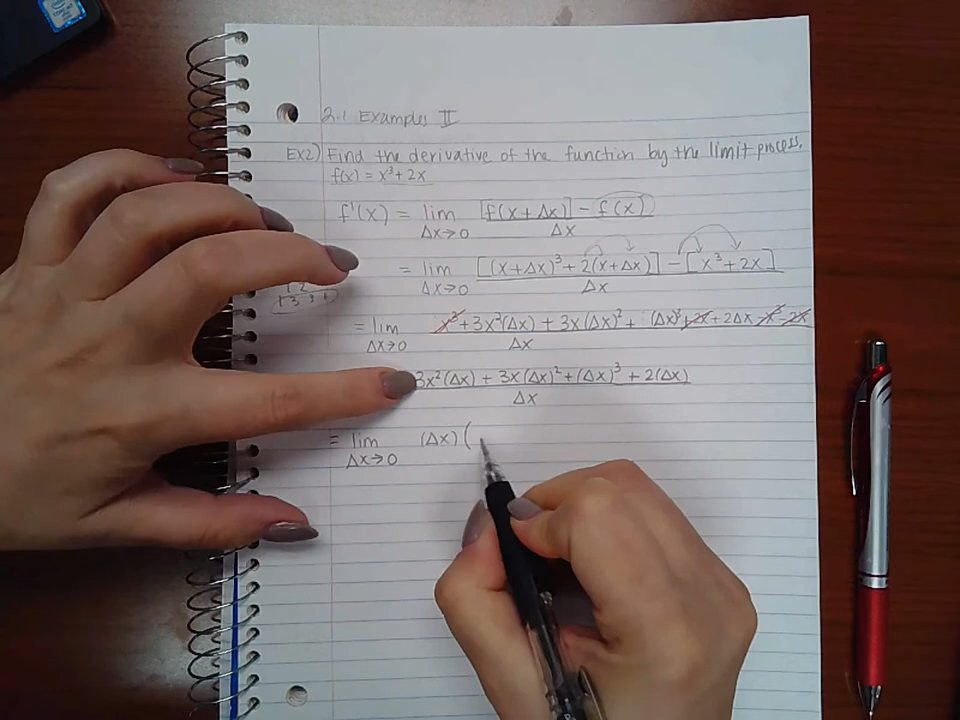 2.1 Examples II
Ex2) Find the derivative of the function by the limit process.
f(x) = x³+2x
f'(x) = lim Δx→0 [f(x+Δx)] - f(x) / Δx
= lim Δx→0 [(x+Δx)³+2(x+Δx)] - [x³+2x] / Δx
1 3 3 1
= lim Δx→0 x³+3x²(Δx) + 3x(Δx)² + (Δx)³+2x+2Δx-x³-2x / Δx
3x²(Δx) + 3x(Δx)²+(Δx)³ + 2(Δx) / Δx
= lim Δx→0 (Δx)(